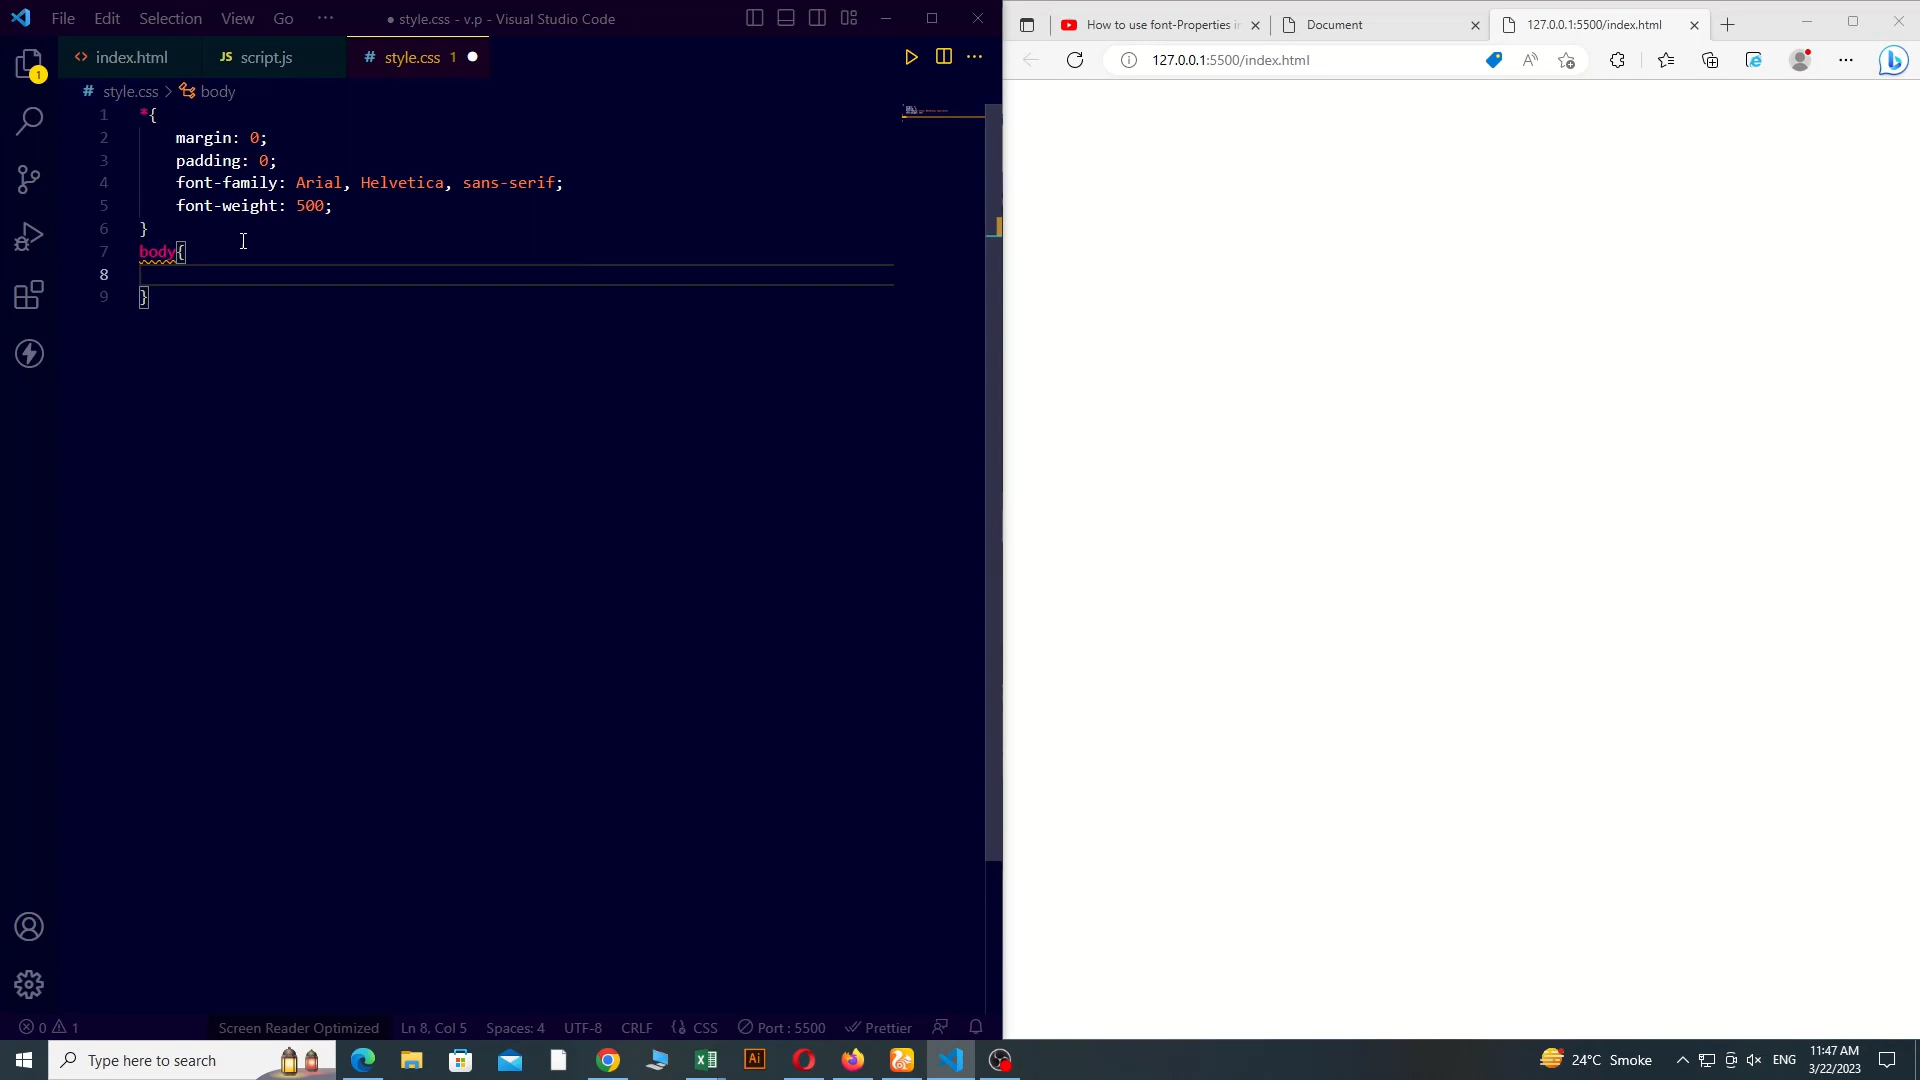 File Edit Selection View Go ··· ● style.css - v.p - Visual Studio Code
<> index.html JS script.js # style.css 1 ●
# style.css > body
1 *{
2 margin: 0;
3 padding: 0;
4 font-family: Arial, Helvetica, sans-serif;
5 font-weight: 500;
6 }
7 body{
8
9 }
1
0 1 Screen Reader Optimized Ln 8, Col 5 Spaces: 4 UTF-8 CRLF {} CSS Port : 5500 Prettier
How to use font-Properties in Document 127.0.0.1:5500/index.html
127.0.0.1:5500/index.html
Type here to search Ai 24°C Smoke ENG 11:47 AM
3/22/2023